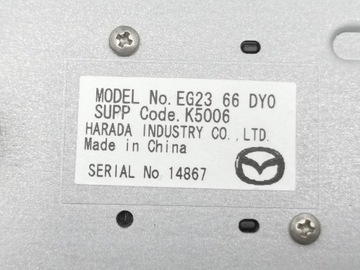 MODEL No.EG23 66 DY0
SUPP Code.K5006
HARADA INDUSTRY CO.,LTD.
Made in China
SERIAL No 14867